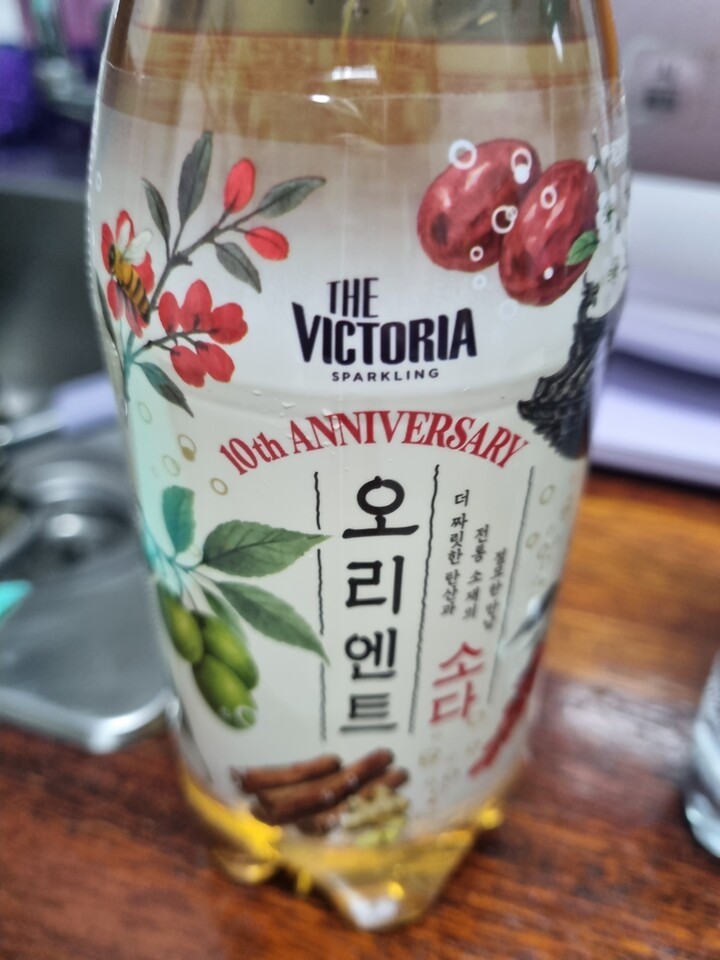 THE
VICTORIA
SPARKLING
10th ANNIVERSARY
오리엔트
소다
더 짜릿한 탄산과
전통 소재의